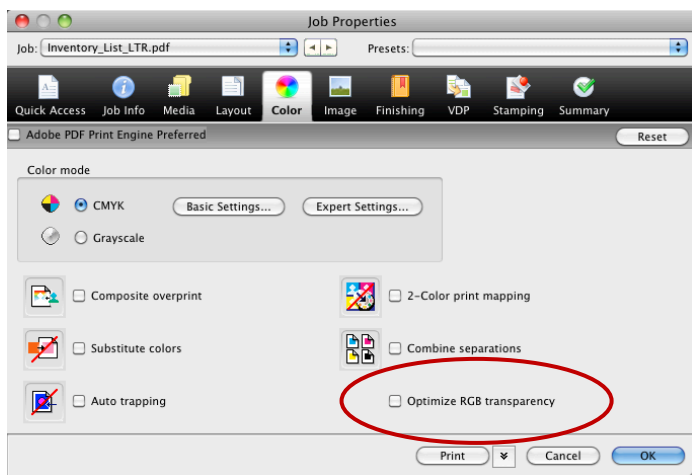 Job Properties
Job: Inventory_List_LTR.pdf Presets:
Quick Access Job Info Media Layout Color Image Finishing VDP Stamping Summary
Adobe PDF Print Engine Preferred Reset
Color mode
CMYK Basic Settings... Expert Settings...
Grayscale
Composite overprint 2-Color print mapping
Substitute colors Combine separations
Auto trapping Optimize RGB transparency
Print Cancel OK